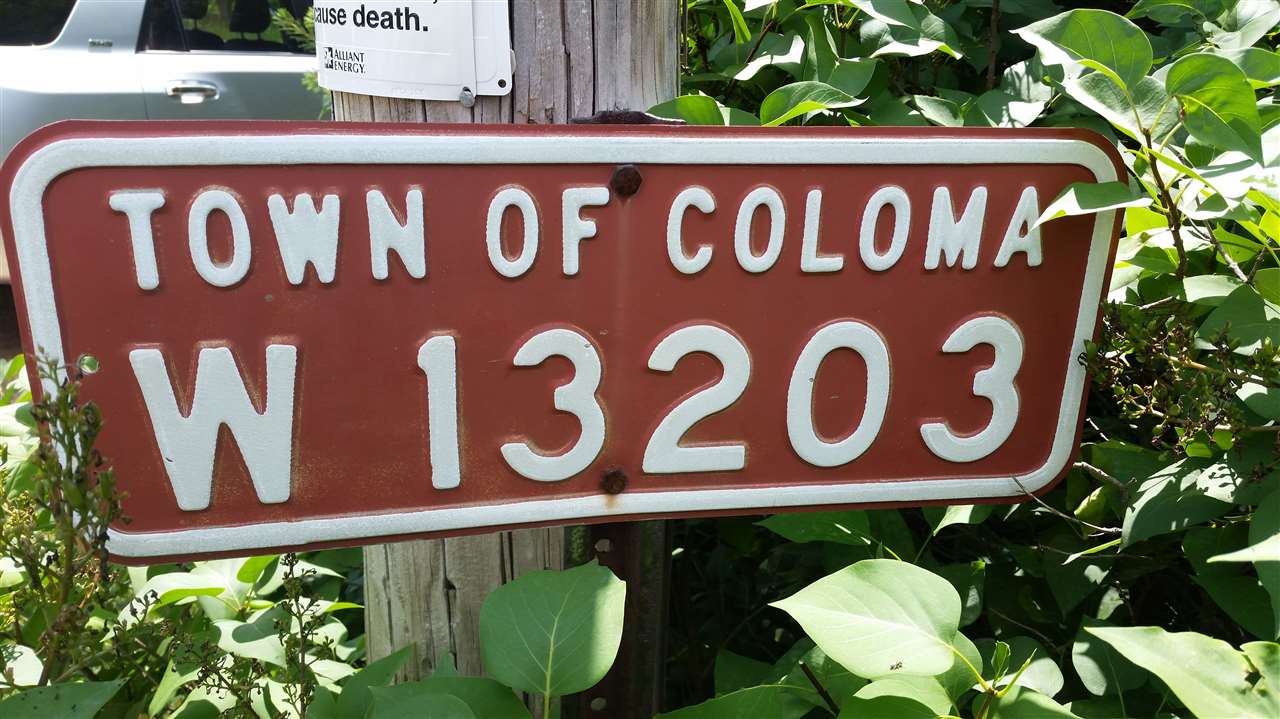 ause death.
ALLIANT
ENERGY
TOWN OF COLOMA
W 13203